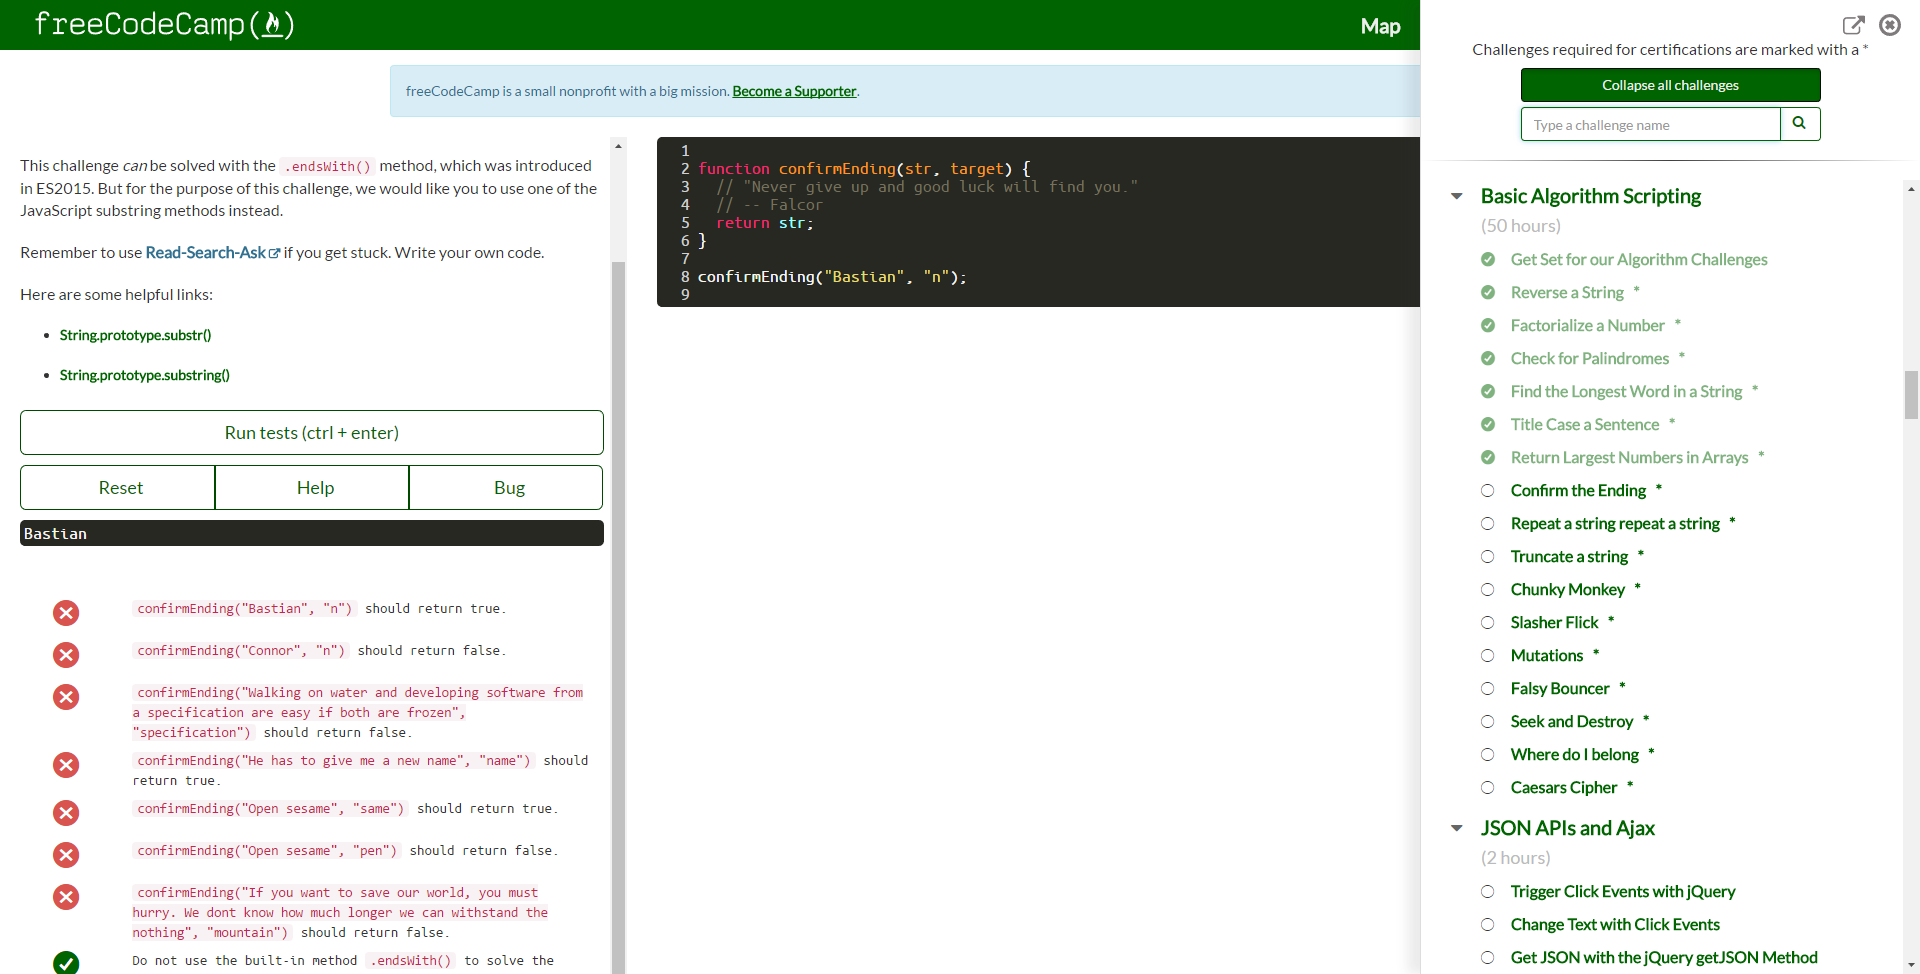 freeCodeCamp
Map
freeCodeCamp is a small nonprofit with a big mission. Become a Supporter.
This challenge can be solved with the .endsWith() method, which was introduced
in ES2015. But for the purpose of this challenge, we would like you to use one of the
JavaScript substring methods instead.
Remember to use Read-Search-Ask if you get stuck. Write your own code.
Here are some helpful links:
String.prototype.substr()
String.prototype.substring()
Run tests (ctrl + enter)
Reset Help Bug
Bastian
confirmEnding("Bastian", "n") should return true.
confirmEnding("Connor", "n") should return false.
confirmEnding("Walking on water and developing software from
a specification are easy if both are frozen",
"specification") should return false.
confirmEnding("He has to give me a new name", "name") should
return true.
confirmEnding("Open sesame", "same") should return true.
confirmEnding("Open sesame", "pen") should return false.
confirmEnding("If you want to save our world, you must
hurry. We dont know how much longer we can withstand the
nothing", "mountain") should return false.
Do not use the built-in method .endsWith() to solve the
1
2 function confirmEnding(str, target) {
3 // "Never give up and good luck will find you."
4 // -- Falcor
5 return str;
6 }
7
8 confirmEnding("Bastian", "n");
9
Challenges required for certifications are marked with a *
Collapse all challenges
Type a challenge name
Basic Algorithm Scripting
(50 hours)
Get Set for our Algorithm Challenges
Reverse a String *
Factorialize a Number *
Check for Palindromes *
Find the Longest Word in a String *
Title Case a Sentence *
Return Largest Numbers in Arrays *
Confirm the Ending *
Repeat a string repeat a string *
Truncate a string *
Chunky Monkey *
Slasher Flick *
Mutations *
Falsy Bouncer *
Seek and Destroy *
Where do I belong *
Caesars Cipher *
JSON APIs and Ajax
(2 hours)
Trigger Click Events with jQuery
Change Text with Click Events
Get JSON with the jQuery getJSON Method